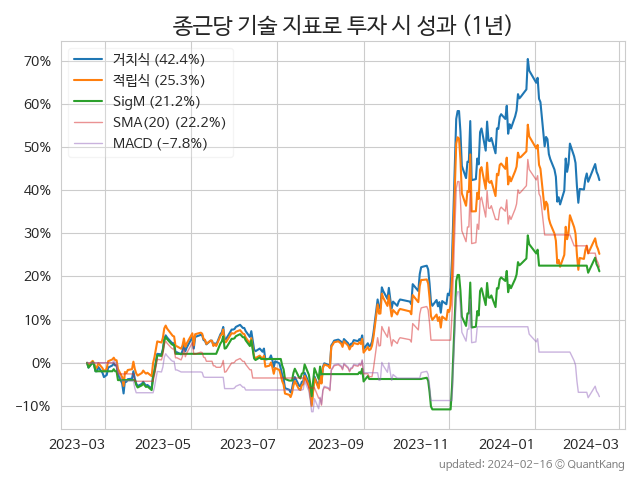 종근당 기술 지표로 투자 시 성과 (1년)
거치식 (42.4%)
적립식 (25.3%)
SigM (21.2%)
SMA(20) (22.2%)
MACD (−7.8%)
70%
60%
50%
40%
30%
20%
10%
0%
−10%
2023-03 2023-05 2023-07 2023-09 2023-11 2024-01 2024-03
updated: 2024-02-16 © QuantKang